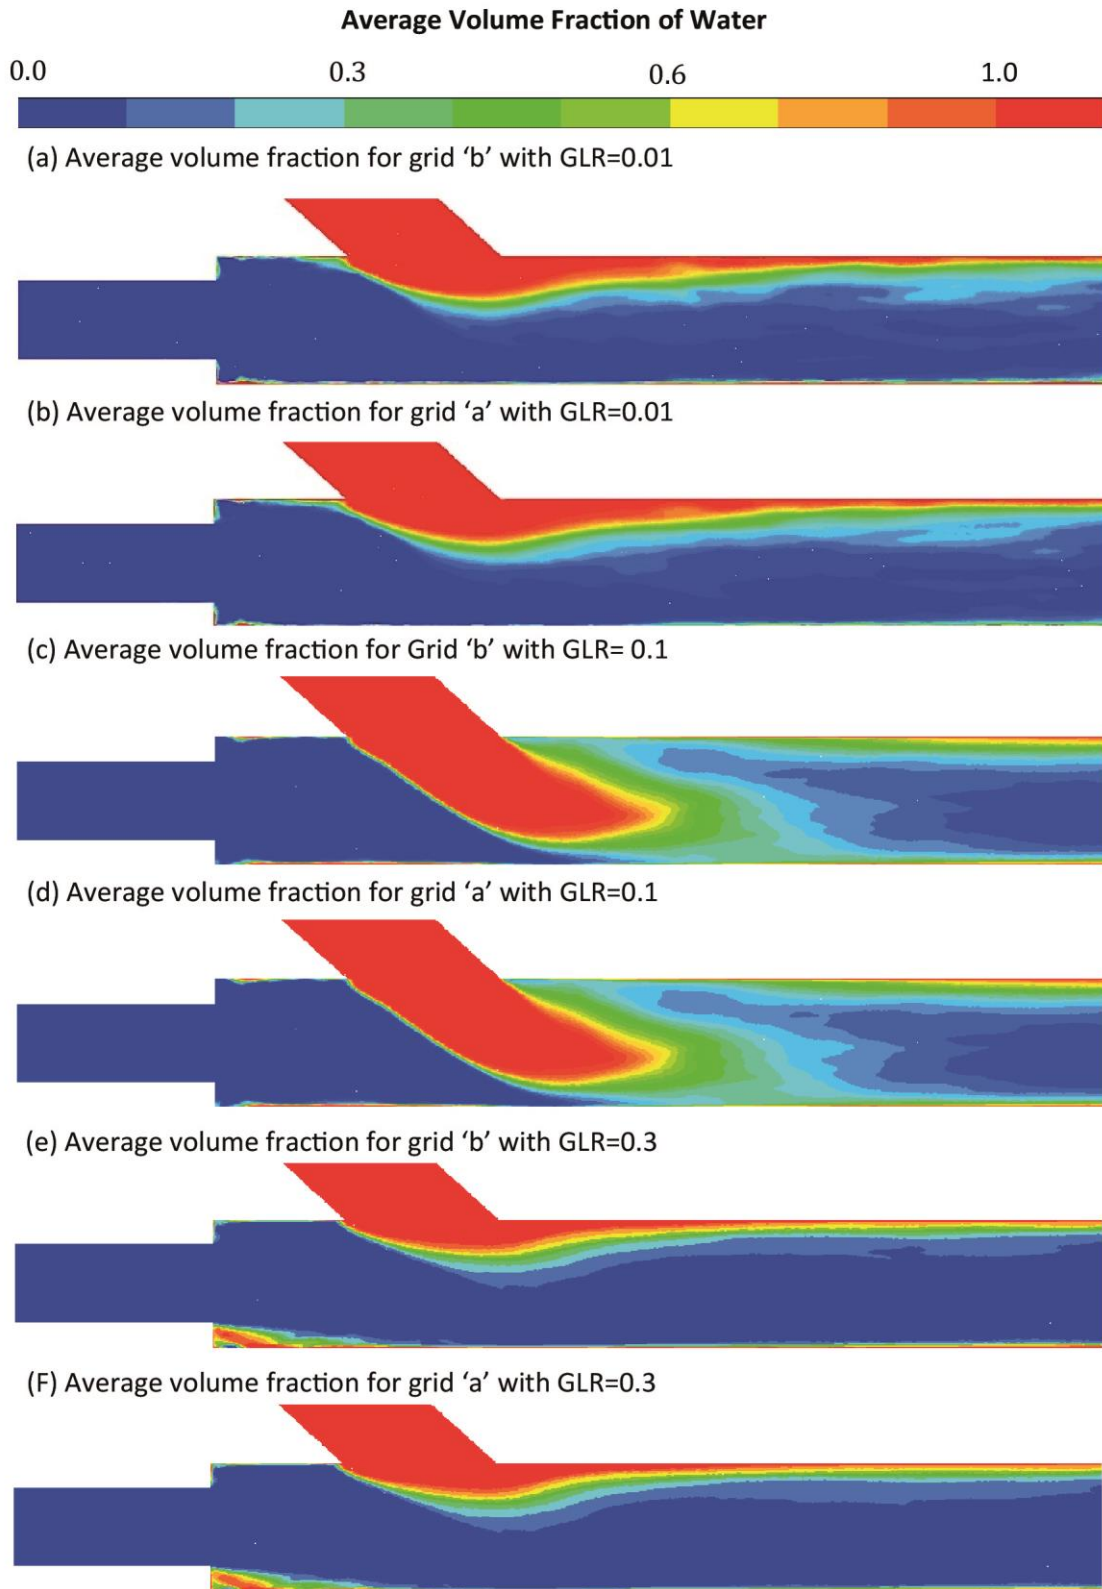 Average Volume Fraction of Water
0.0 0.3 0.6 1.0
(a) Average volume fraction for grid ‘b’ with GLR=0.01
(b) Average volume fraction for grid ‘a’ with GLR=0.01
(c) Average volume fraction for Grid ‘b’ with GLR= 0.1
(d) Average volume fraction for grid ‘a’ with GLR=0.1
(e) Average volume fraction for grid ‘b’ with GLR=0.3
(F) Average volume fraction for grid ‘a’ with GLR=0.3